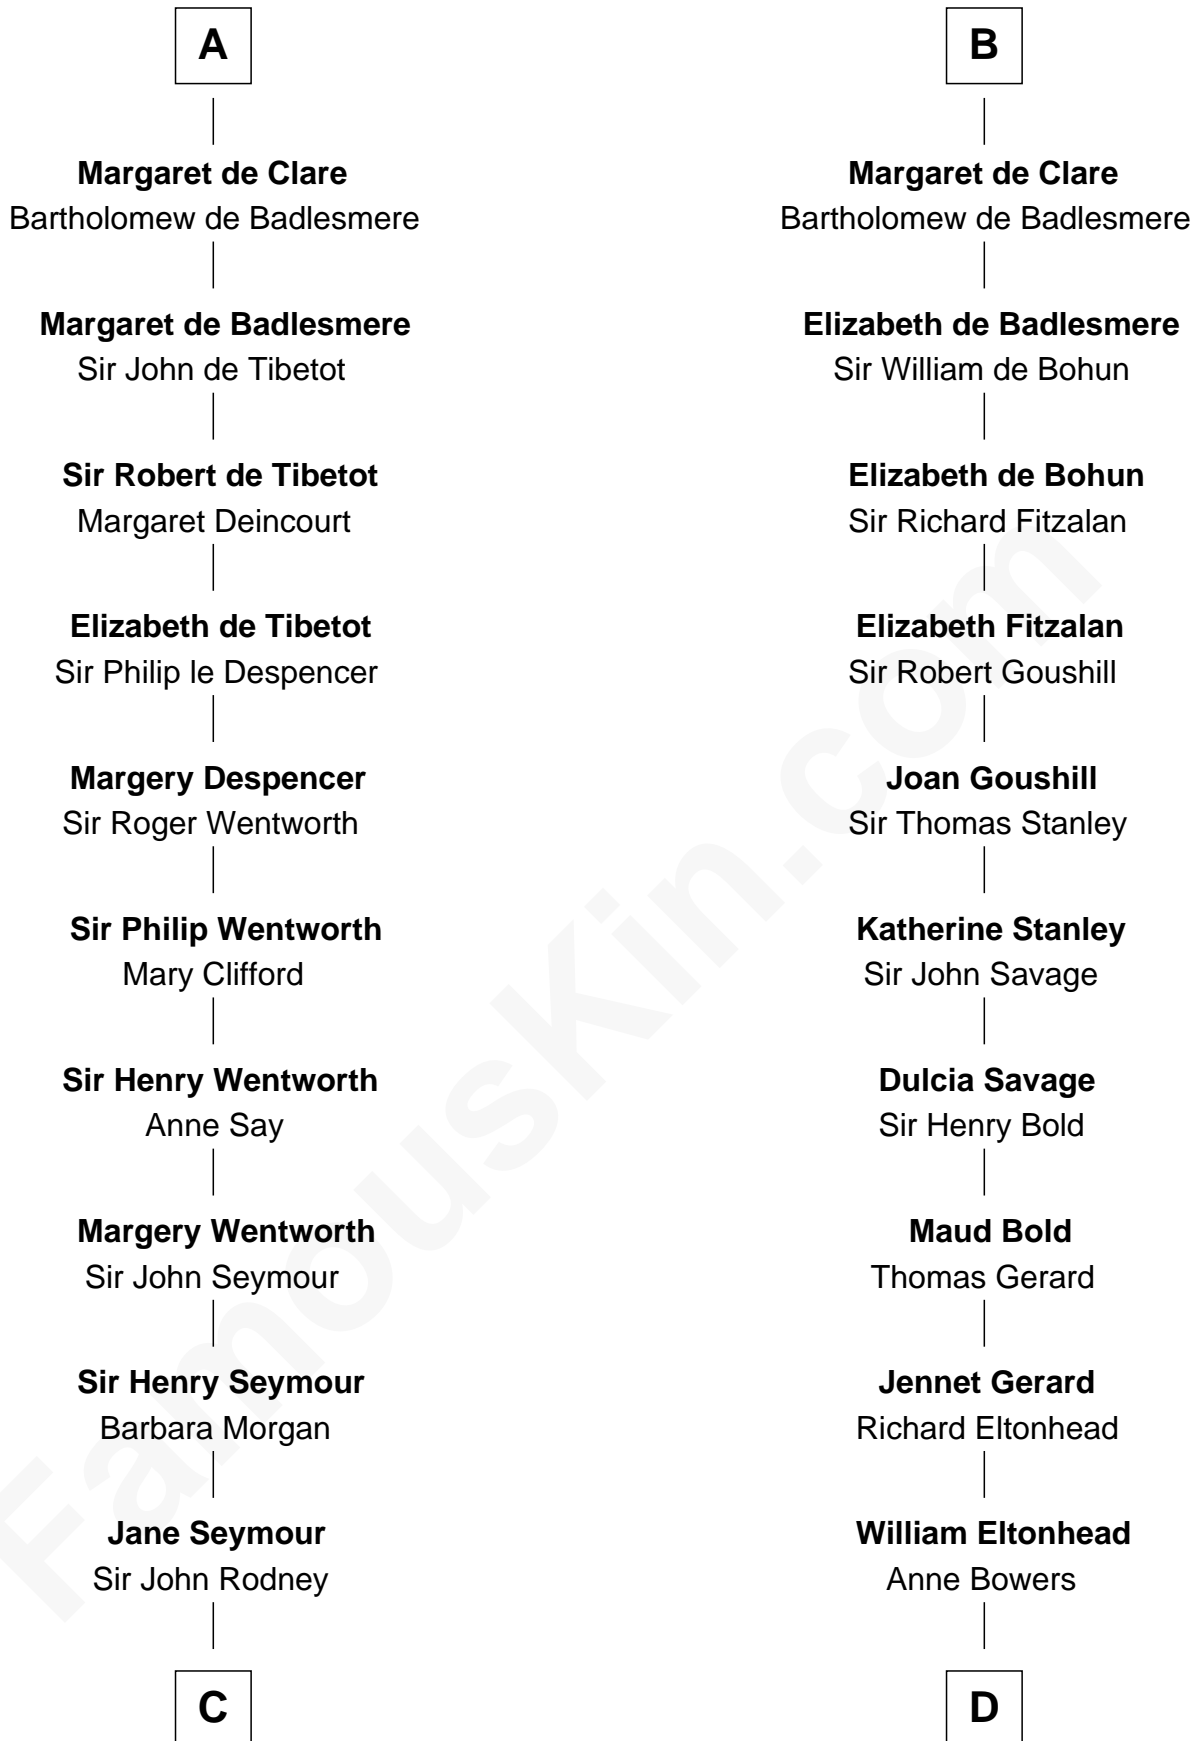 A
Margaret de Clare
Bartholomew de Badlesmere
Margaret de Badlesmere
Sir John de Tibetot
Sir Robert de Tibetot
Margaret Deincourt
Elizabeth de Tibetot
Sir Philip le Despencer
Margery Despencer
Sir Roger Wentworth
Sir Philip Wentworth
Mary Clifford
Sir Henry Wentworth
Anne Say
Margery Wentworth
Sir John Seymour
Sir Henry Seymour
Barbara Morgan
Jane Seymour
Sir John Rodney
C
B
Margaret de Clare
Bartholomew de Badlesmere
Elizabeth de Badlesmere
Sir William de Bohun
Elizabeth de Bohun
Sir Richard Fitzalan
Elizabeth Fitzalan
Sir Robert Goushill
Joan Goushill
Sir Thomas Stanley
Katherine Stanley
Sir John Savage
Dulcia Savage
Sir Henry Bold
Maud Bold
Thomas Gerard
Jennet Gerard
Richard Eltonhead
William Eltonhead
Anne Bowers
D
FamousKin.com